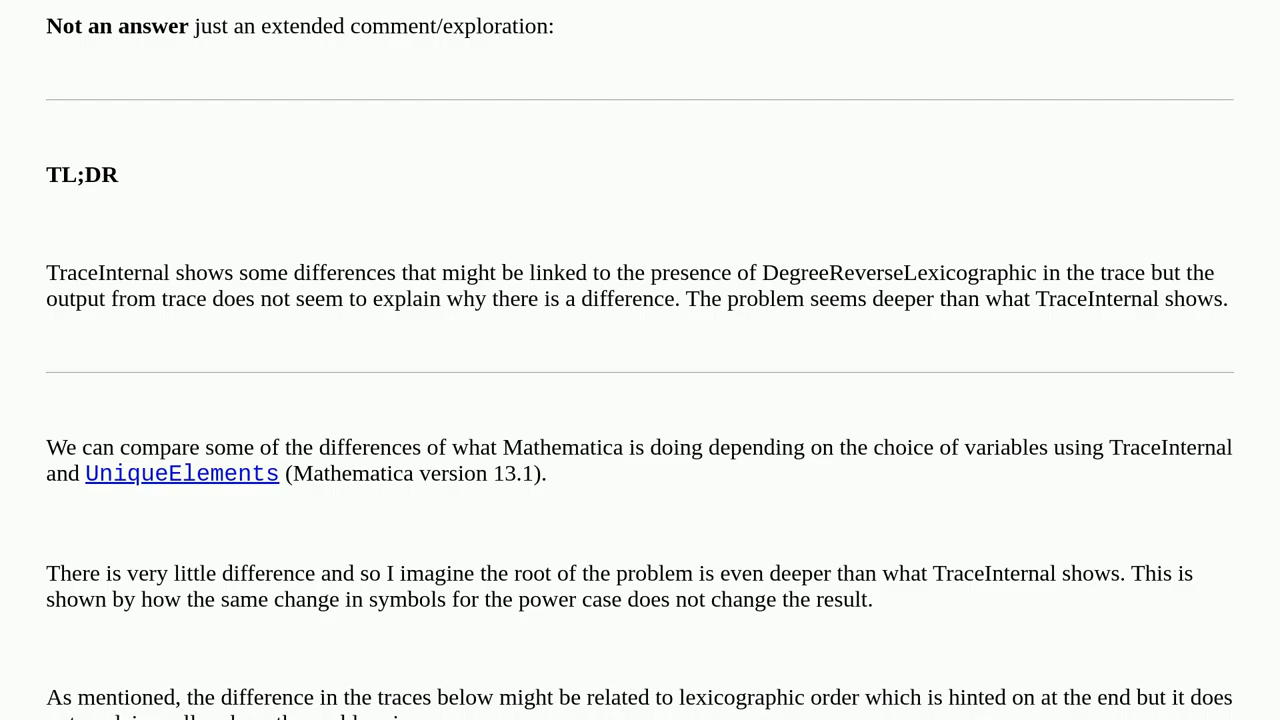 Not an answer just an extended comment/exploration:
TL;DR
TraceInternal shows some differences that might be linked to the presence of DegreeReverseLexicographic in the trace but the
output from trace does not seem to explain why there is a difference. The problem seems deeper than what TraceInternal shows.
We can compare some of the differences of what Mathematica is doing depending on the choice of variables using TraceInternal
and UniqueElements (Mathematica version 13.1).
There is very little difference and so I imagine the root of the problem is even deeper than what TraceInternal shows. This is
shown by how the same change in symbols for the power case does not change the result.
As mentioned, the difference in the traces below might be related to lexicographic order which is hinted on at the end but it does